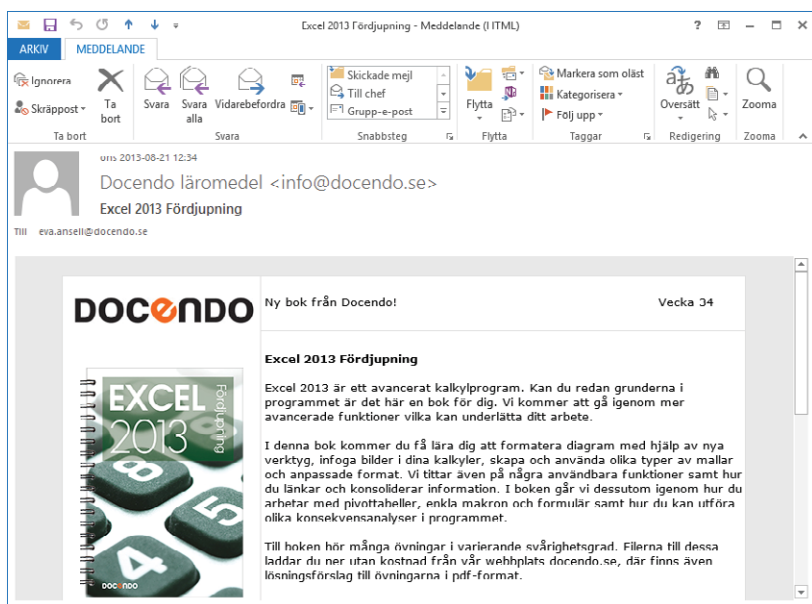 Excel 2013 Fördjupning - Meddelande (HTML)
ARKIV MEDDELANDE
Ignorera
Skräppost
Ta bort
Svara
Svara alla
Vidarebefordra
Skickade mejl
Till chef
Grupp-e-post
Flytta
Markera som oläst
Kategorisera
Följ upp
Översätt
Zooma
Ta bort Svara Snabbsteg Flytta Taggar Redigering Zooma
ons 2013-08-21 12:34
Docendo läromedel <info@docendo.se>
Excel 2013 Fördjupning
Till eva.ansell@docendo.se
DOCENDO
Ny bok från Docendo! Vecka 34
EXCEL
2013
Fördjupning
8
5
4
DOCENDO
Excel 2013 Fördjupning
Excel 2013 är ett avancerat kalkylprogram. Kan du redan grunderna i
programmet är det här en bok för dig. Vi kommer att gå igenom mer
avancerade funktioner vilka kan underlätta ditt arbete.
I denna bok kommer du få lära dig att formatera diagram med hjälp av nya
verktyg, infoga bilder i dina kalkyler, skapa och använda olika typer av mallar
och anpassade format. Vi tittar även på några användbara funktioner samt hur
du länkar och konsoliderar information. I boken går vi dessutom igenom hur du
arbetar med pivottabeller, enkla makron och formulär samt hur du kan utföra
olika konsekvensanalyser i programmet.
Till boken hör många övningar i varierande svårighetsgrad. Filerna till dessa
laddar du ner utan kostnad från vår webbplats docendo.se, där finns även
lösningsförslag till övningarna i pdf-format.